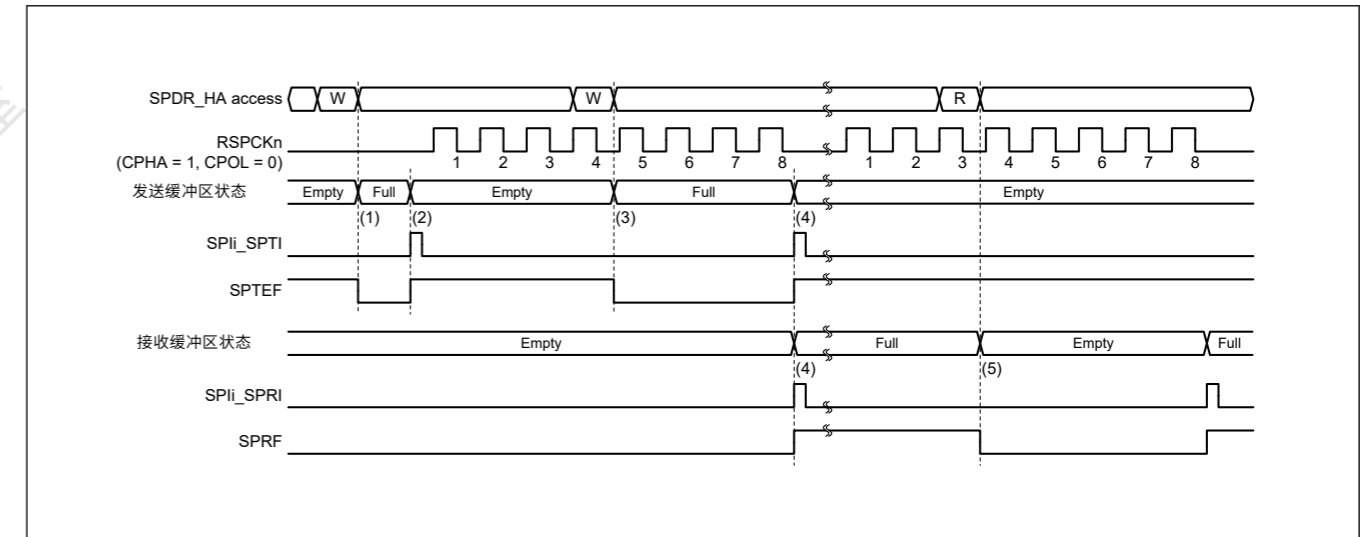 SPDR_HA access W W R
RSPCKn
(CPHA = 1, CPOL = 0) 1 2 3 4 5 6 7 8 1 2 3 4 5 6 7 8
发送缓冲区状态 Empty Full Empty Full Empty
(1) (2) (3) (4)
SPIi_SPTI
SPTEF
接收缓冲区状态 Empty Full Empty Full
(4) (5)
SPIi_SPRI
SPRF